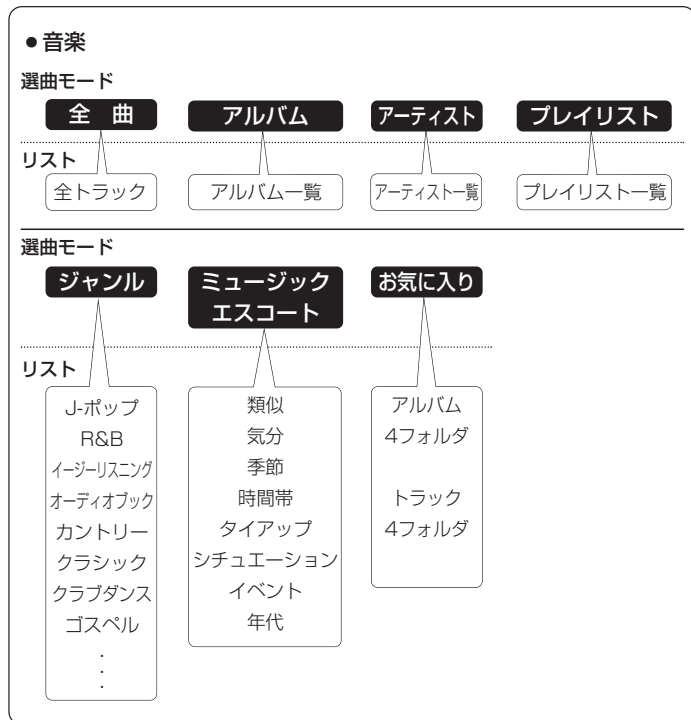 ●音楽
選曲モード
全 曲 アルバム アーティスト プレイリスト
リスト
全トラック アルバム一覧 アーティスト一覧 プレイリスト一覧
選曲モード
ジャンル ミュージック お気に入り
エスコート
リスト
J-ポップ 類似 アルバム
R&B 気分 4フォルダ
イージーリスニング 季節
オーディオブック 時間帯 トラック
カントリー タイアップ 4フォルダ
クラシック シチュエーション
クラブダンス イベント
ゴスペル 年代
・
・
・